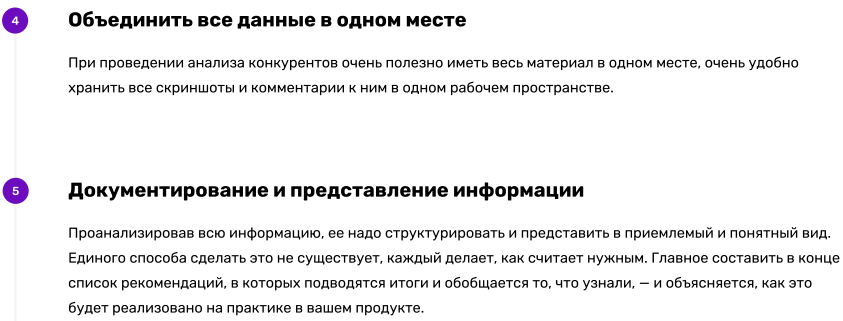 4
Объединить все данные в одном месте
При проведении анализа конкурентов очень полезно иметь весь материал в одном месте, очень удобно
хранить все скриншоты и комментарии к ним в одном рабочем пространстве.
5
Документирование и представление информации
Проанализировав всю информацию, ее надо структурировать и представить в приемлемый и понятный вид.
Единого способа сделать это не существует, каждый делает, как считает нужным. Главное составить в конце
список рекомендаций, в которых подводятся итоги и обобщается то, что узнали, — и объясняется, как это
будет реализовано на практике в вашем продукте.